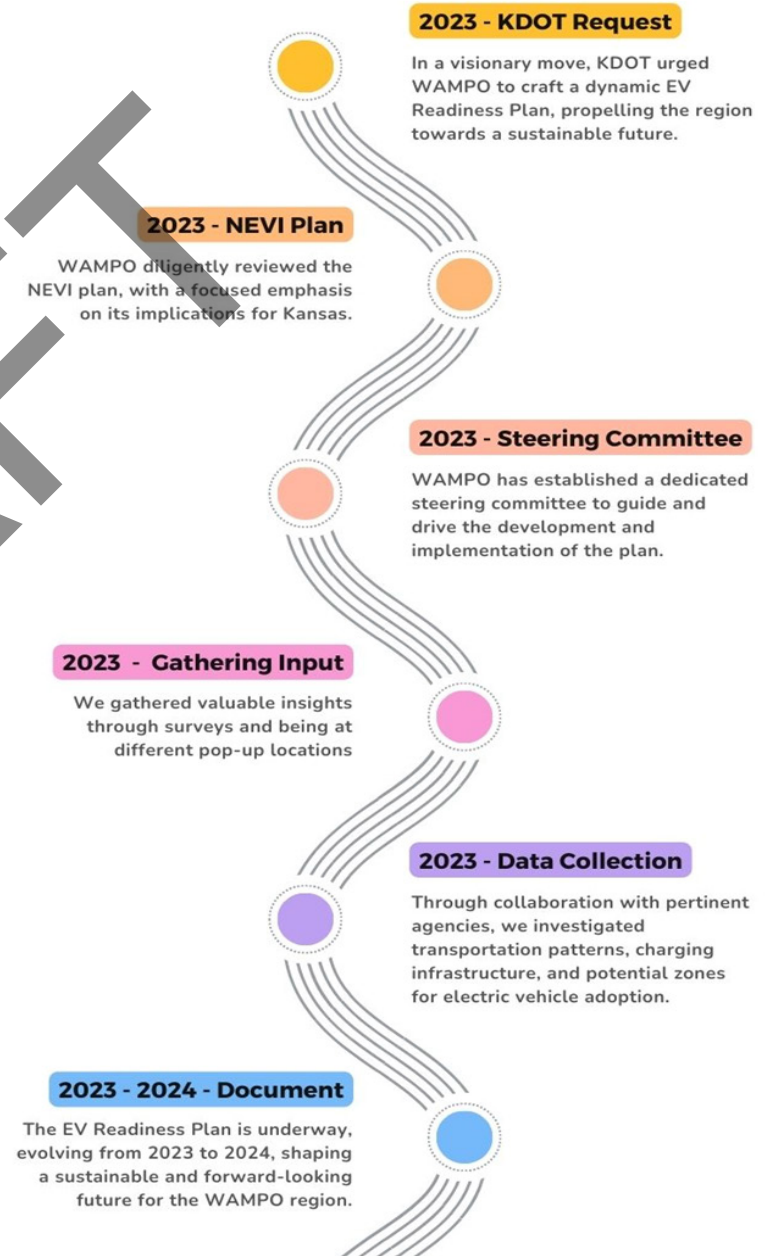 2023 - KDOT Request
In a visionary move, KDOT urged
WAMPO to craft a dynamic EV
Readiness Plan, propelling the region
towards a sustainable future.
2023 - NEVI Plan
WAMPO diligently reviewed the
NEVI plan, with a focused emphasis
on its implications for Kansas.
2023 - Steering Committee
WAMPO has established a dedicated
steering committee to guide and
drive the development and
implementation of the plan.
2023 - Gathering Input
We gathered valuable insights
through surveys and being at
different pop-up locations
2023 - Data Collection
Through collaboration with pertinent
agencies, we investigated
transportation patterns, charging
infrastructure, and potential zones
for electric vehicle adoption.
2023 - 2024 - Document
The EV Readiness Plan is underway,
evolving from 2023 to 2024, shaping
a sustainable and forward-looking
future for the WAMPO region.